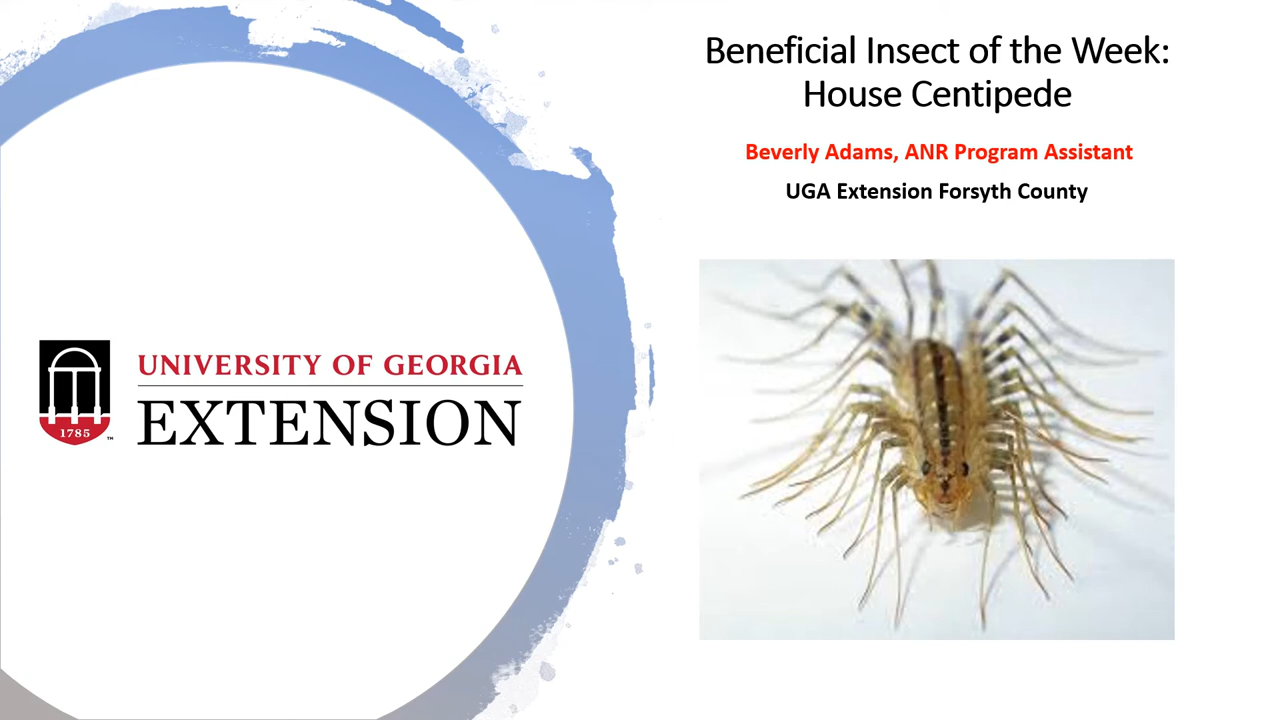 Beneficial Insect of the Week:
House Centipede
Beverly Adams, ANR Program Assistant
UGA Extension Forsyth County
UNIVERSITY OF GEORGIA
EXTENSION
1785
™